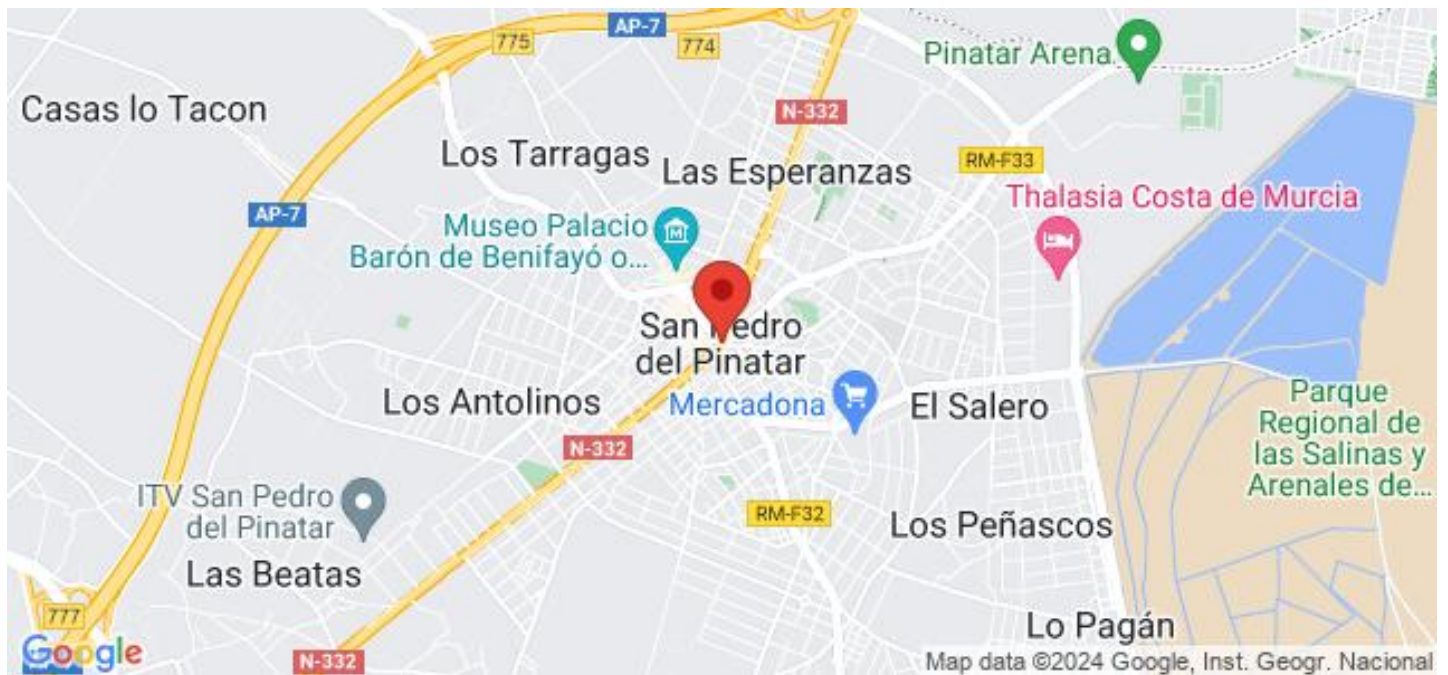 AP-7
775
774
Pinatar Arena
Casas lo Tacon
N-332
Los Tarragas
Las Esperanzas
RM-F33
Thalasia Costa de Murcia
AP-7
Museo Palacio
Barón de Benifayó o...
San Pedro
del Pinatar
Los Antolinos
Mercadona
El Salero
Parque
Regional de
las Salinas y
Arenales de...
N-332
ITV San Pedro
del Pinatar
RM-F32
Los Peñascos
Las Beatas
777
Lo Pagán
Google
N-332
Map data ©2024 Google, Inst. Geogr. Nacional